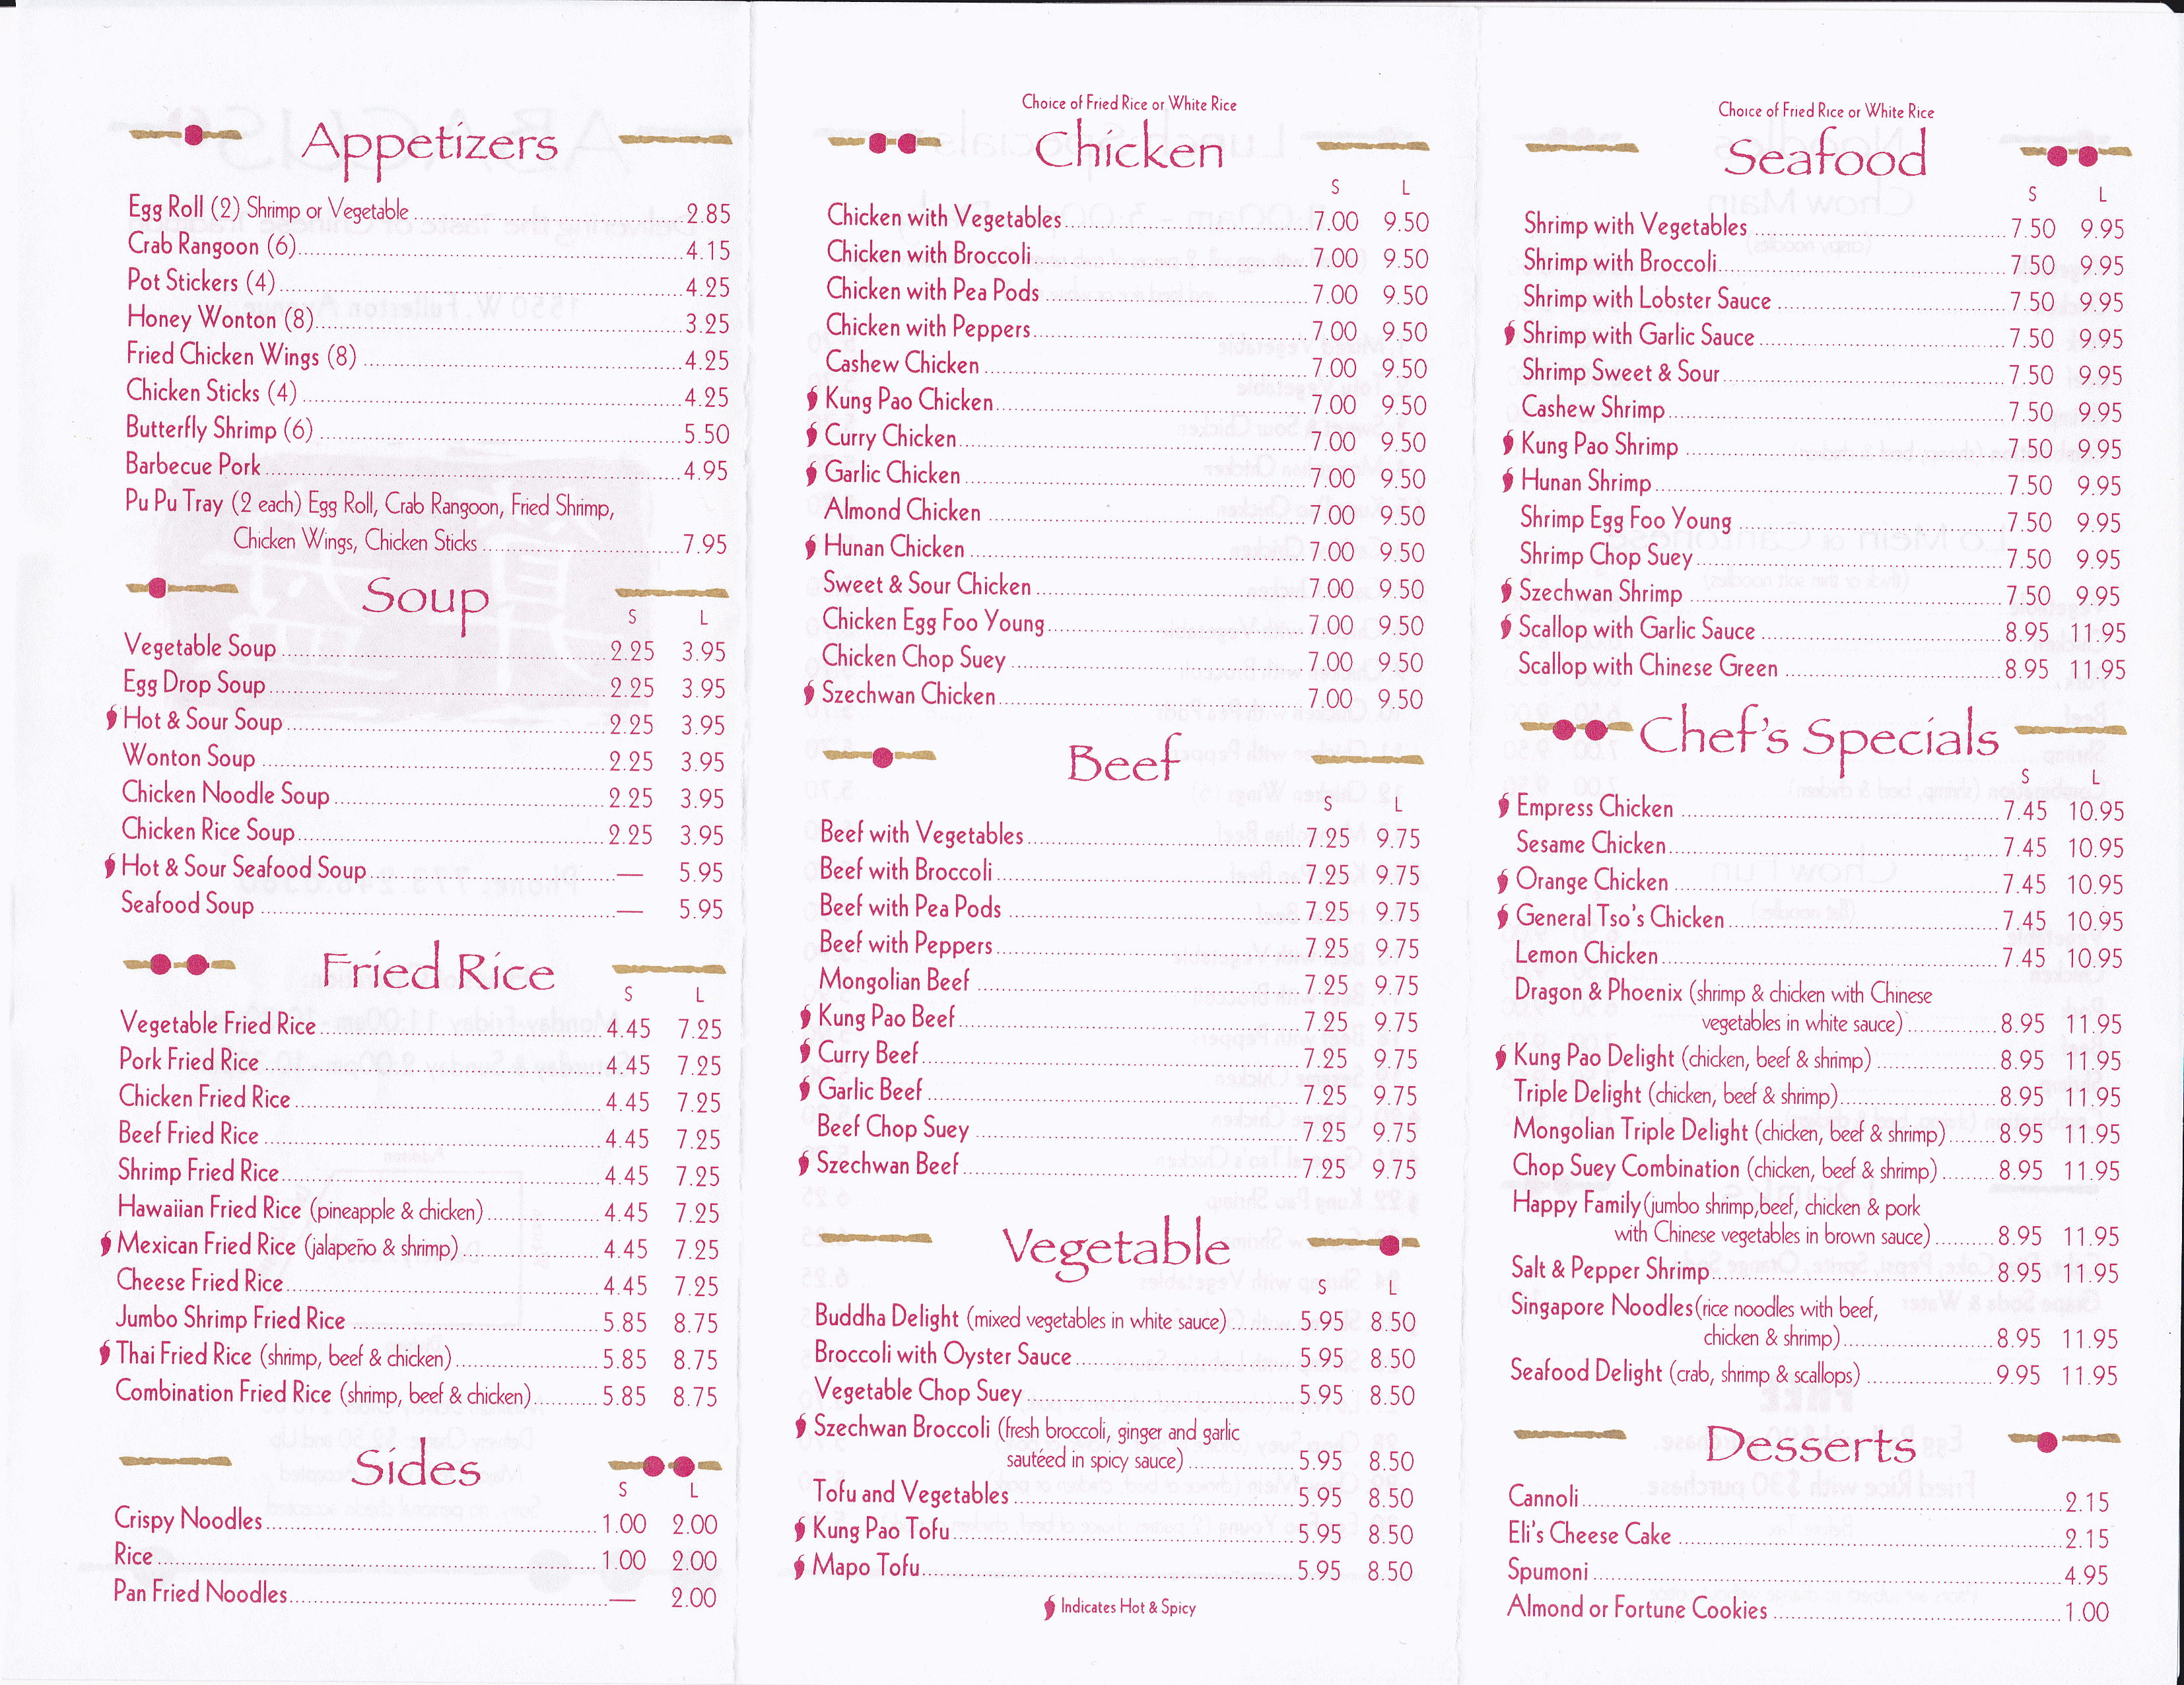 Appetizers
Egg Roll (2) Shrimp or Vegetable 2.85
Crab Rangoon (6) 4.15
Pot Stickers (4) 4.25
Honey Wonton (8) 3.25
Fried Chicken Wings (8) 4.25
Chicken Sticks (4) 4.25
Butterfly Shrimp (6) 5.50
Barbecue Pork 4.95
Pu Pu Tray (2 each) Egg Roll, Crab Rangoon, Fried Shrimp,
Chicken Wings, Chicken Sticks 7.95
Soup
S L
Vegetable Soup 2.25 3.95
Egg Drop Soup 2.25 3.95
Hot & Sour Soup 2.25 3.95
Wonton Soup 2.25 3.95
Chicken Noodle Soup 2.25 3.95
Chicken Rice Soup 2.25 3.95
Hot & Sour Seafood Soup — 5.95
Seafood Soup — 5.95
Fried Rice
S L
Vegetable Fried Rice 4.45 7.25
Pork Fried Rice 4.45 7.25
Chicken Fried Rice 4.45 7.25
Beef Fried Rice 4.45 7.25
Shrimp Fried Rice 4.45 7.25
Hawaiian Fried Rice (pineapple & chicken) 4.45 7.25
Mexican Fried Rice (jalapeño & shrimp) 4.45 7.25
Cheese Fried Rice 4.45 7.25
Jumbo Shrimp Fried Rice 5.85 8.75
Thai Fried Rice (shrimp, beef & chicken) 5.85 8.75
Combination Fried Rice (shrimp, beef & chicken) 5.85 8.75
Sides
S L
Crispy Noodles 1.00 2.00
Rice 1.00 2.00
Pan Fried Noodles — 2.00
Choice of Fried Rice or White Rice
Chicken
S L
Chicken with Vegetables 7.00 9.50
Chicken with Broccoli 7.00 9.50
Chicken with Pea Pods 7.00 9.50
Chicken with Peppers 7.00 9.50
Cashew Chicken 7.00 9.50
Kung Pao Chicken 7.00 9.50
Curry Chicken 7.00 9.50
Garlic Chicken 7.00 9.50
Almond Chicken 7.00 9.50
Hunan Chicken 7.00 9.50
Sweet & Sour Chicken 7.00 9.50
Chicken Egg Foo Young 7.00 9.50
Chicken Chop Suey 7.00 9.50
Szechwan Chicken 7.00 9.50
Beef
S L
Beef with Vegetables 7.25 9.75
Beef with Broccoli 7.25 9.75
Beef with Pea Pods 7.25 9.75
Beef with Peppers 7.25 9.75
Mongolian Beef 7.25 9.75
Kung Pao Beef 7.25 9.75
Curry Beef 7.25 9.75
Garlic Beef 7.25 9.75
Beef Chop Suey 7.25 9.75
Szechwan Beef 7.25 9.75
Vegetable
S L
Buddha Delight (mixed vegetables in white sauce) 5.95 8.50
Broccoli with Oyster Sauce 5.95 8.50
Vegetable Chop Suey 5.95 8.50
Szechwan Broccoli (fresh broccoli, ginger and garlic
sautéed in spicy sauce) 5.95 8.50
Tofu and Vegetables 5.95 8.50
Kung Pao Tofu 5.95 8.50
Mapo Tofu 5.95 8.50
Indicates Hot & Spicy
Choice of Fried Rice or White Rice
Seafood
S L
Shrimp with Vegetables 7.50 9.95
Shrimp with Broccoli 7.50 9.95
Shrimp with Lobster Sauce 7.50 9.95
Shrimp with Garlic Sauce 7.50 9.95
Shrimp Sweet & Sour 7.50 9.95
Cashew Shrimp 7.50 9.95
Kung Pao Shrimp 7.50 9.95
Hunan Shrimp 7.50 9.95
Shrimp Egg Foo Young 7.50 9.95
Shrimp Chop Suey 7.50 9.95
Szechwan Shrimp 7.50 9.95
Scallop with Garlic Sauce 8.95 11.95
Scallop with Chinese Green 8.95 11.95
Chef's Specials
S L
Empress Chicken 7.45 10.95
Sesame Chicken 7.45 10.95
Orange Chicken 7.45 10.95
General Tso's Chicken 7.45 10.95
Lemon Chicken 7.45 10.95
Dragon & Phoenix (shrimp & chicken with Chinese
vegetables in white sauce) 8.95 11.95
Kung Pao Delight (chicken, beef & shrimp) 8.95 11.95
Triple Delight (chicken, beef & shrimp) 8.95 11.95
Mongolian Triple Delight (chicken, beef & shrimp) 8.95 11.95
Chop Suey Combination (chicken, beef & shrimp) 8.95 11.95
Happy Family (jumbo shrimp, beef, chicken & pork
with Chinese vegetables in brown sauce) 8.95 11.95
Salt & Pepper Shrimp 8.95 11.95
Singapore Noodles (rice noodles with beef,
chicken & shrimp) 8.95 11.95
Seafood Delight (crab, shrimp & scallops) 9.95 11.95
Desserts
Cannoli 2.15
Eli's Cheese Cake 2.15
Spumoni 4.95
Almond or Fortune Cookies 1.00